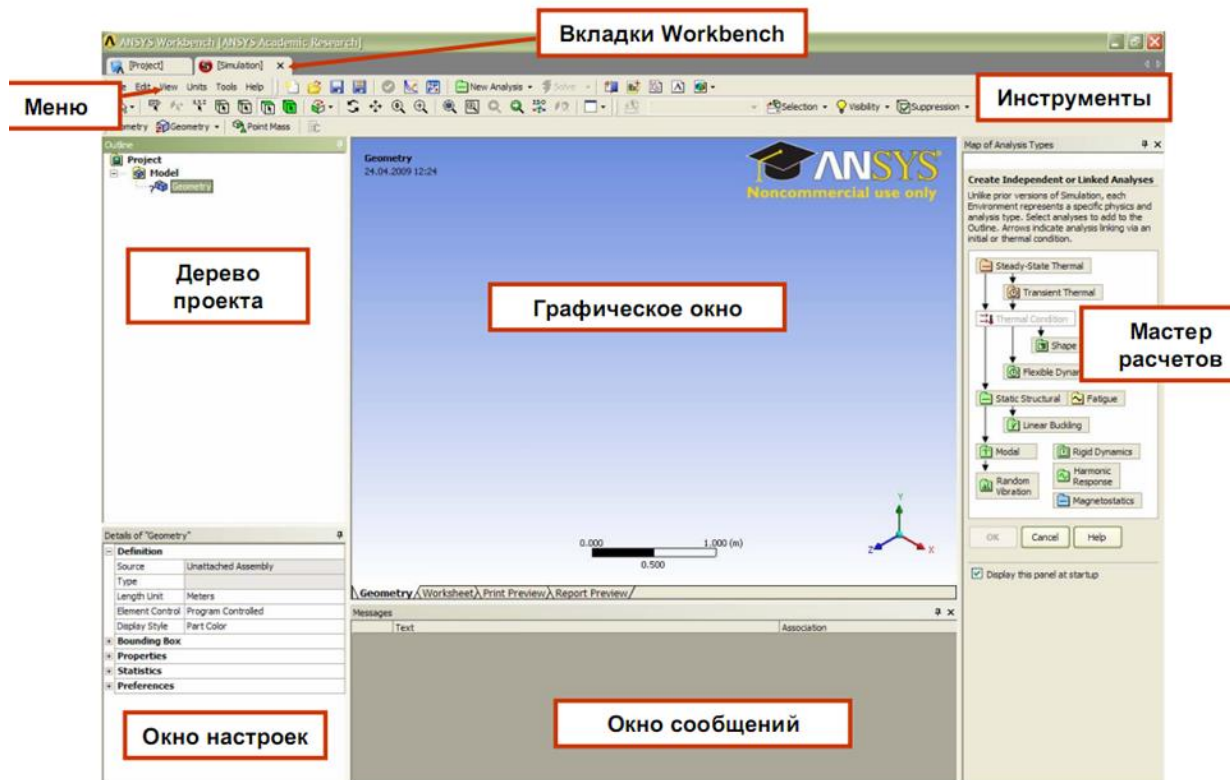 Вкладки Workbench
ANSYS Workbench [ANSYS Academic Research]
[Project] [Simulation]
Edit View Units Tools Help New Analysis Solve
Меню
Инструменты
Selection Visibility Suppression
Geometry Point Mass
Outline
Project
Model
Geometry
Дерево
проекта
Geometry
24.04.2009 12:24
ANSYS
Noncommercial use only
Графическое окно
0.000 1.000 (m)
0.500
Y
Z X
Geometry Worksheet Print Preview Report Preview
Map of Analysis Types
Create Independent or Linked Analyses
Unlike prior versions of Simulation, each
Environment represents a specific physics and
analysis type. Select analyses to add to the
Outline. Arrows indicate analysis linking via an
initial or thermal condition.
Steady-State Thermal
Transient Thermal
Thermal Condition
Shape
Flexible
Мастер
расчетов
Static Structural Fatigue
Linear Buckling
Modal Rigid Dynamics
Random
Vibration
Harmonic
Response
Magnetostatics
OK Cancel Help
Display this panel at startup
Details of "Geometry"
Definition
Source Unattached Assembly
Type
Length Unit Meters
Element Control Program Controlled
Display Style Part Color
Bounding Box
Properties
Statistics
Preferences
Окно настроек
Messages
Text Association
Окно сообщений